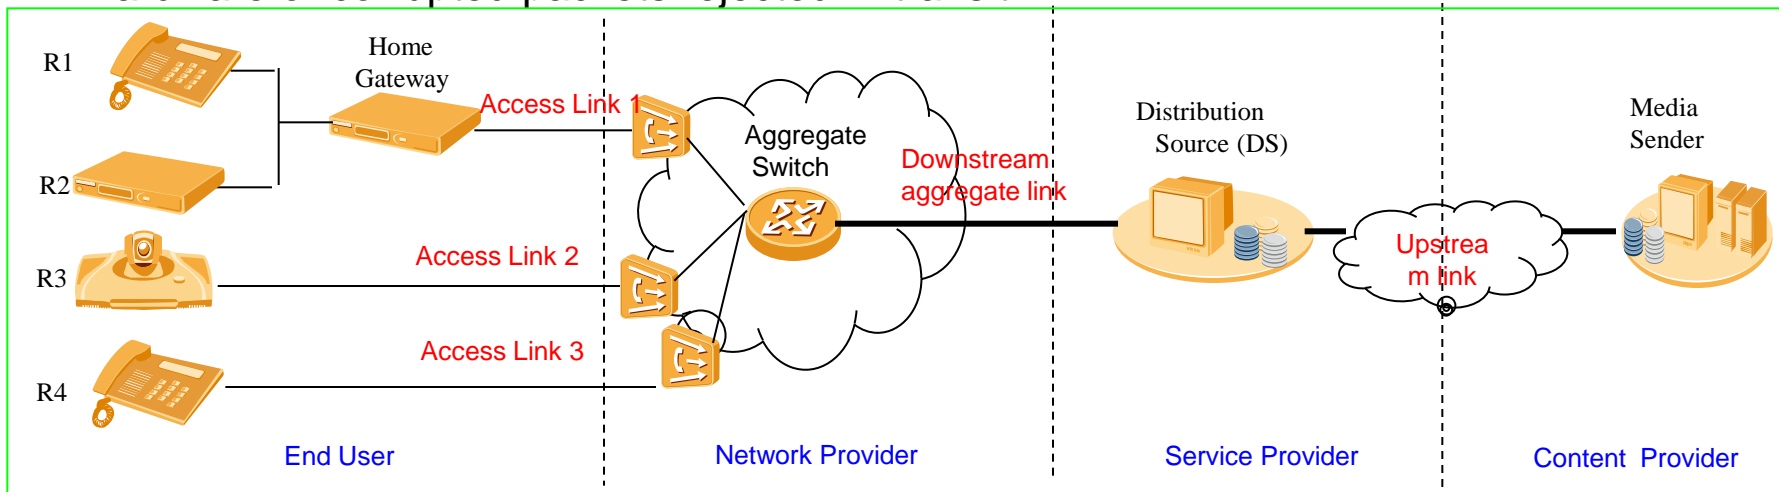 R1
Home
Gateway
Access Link 1
Aggregate
Switch
Downstream
aggregate link
Distribution
Source (DS)
Media
Sender
R2
R3
Access Link 2
Upstrea
m link
Access Link 3
R4
End User
Network Provider
Service Provider
Content Provider